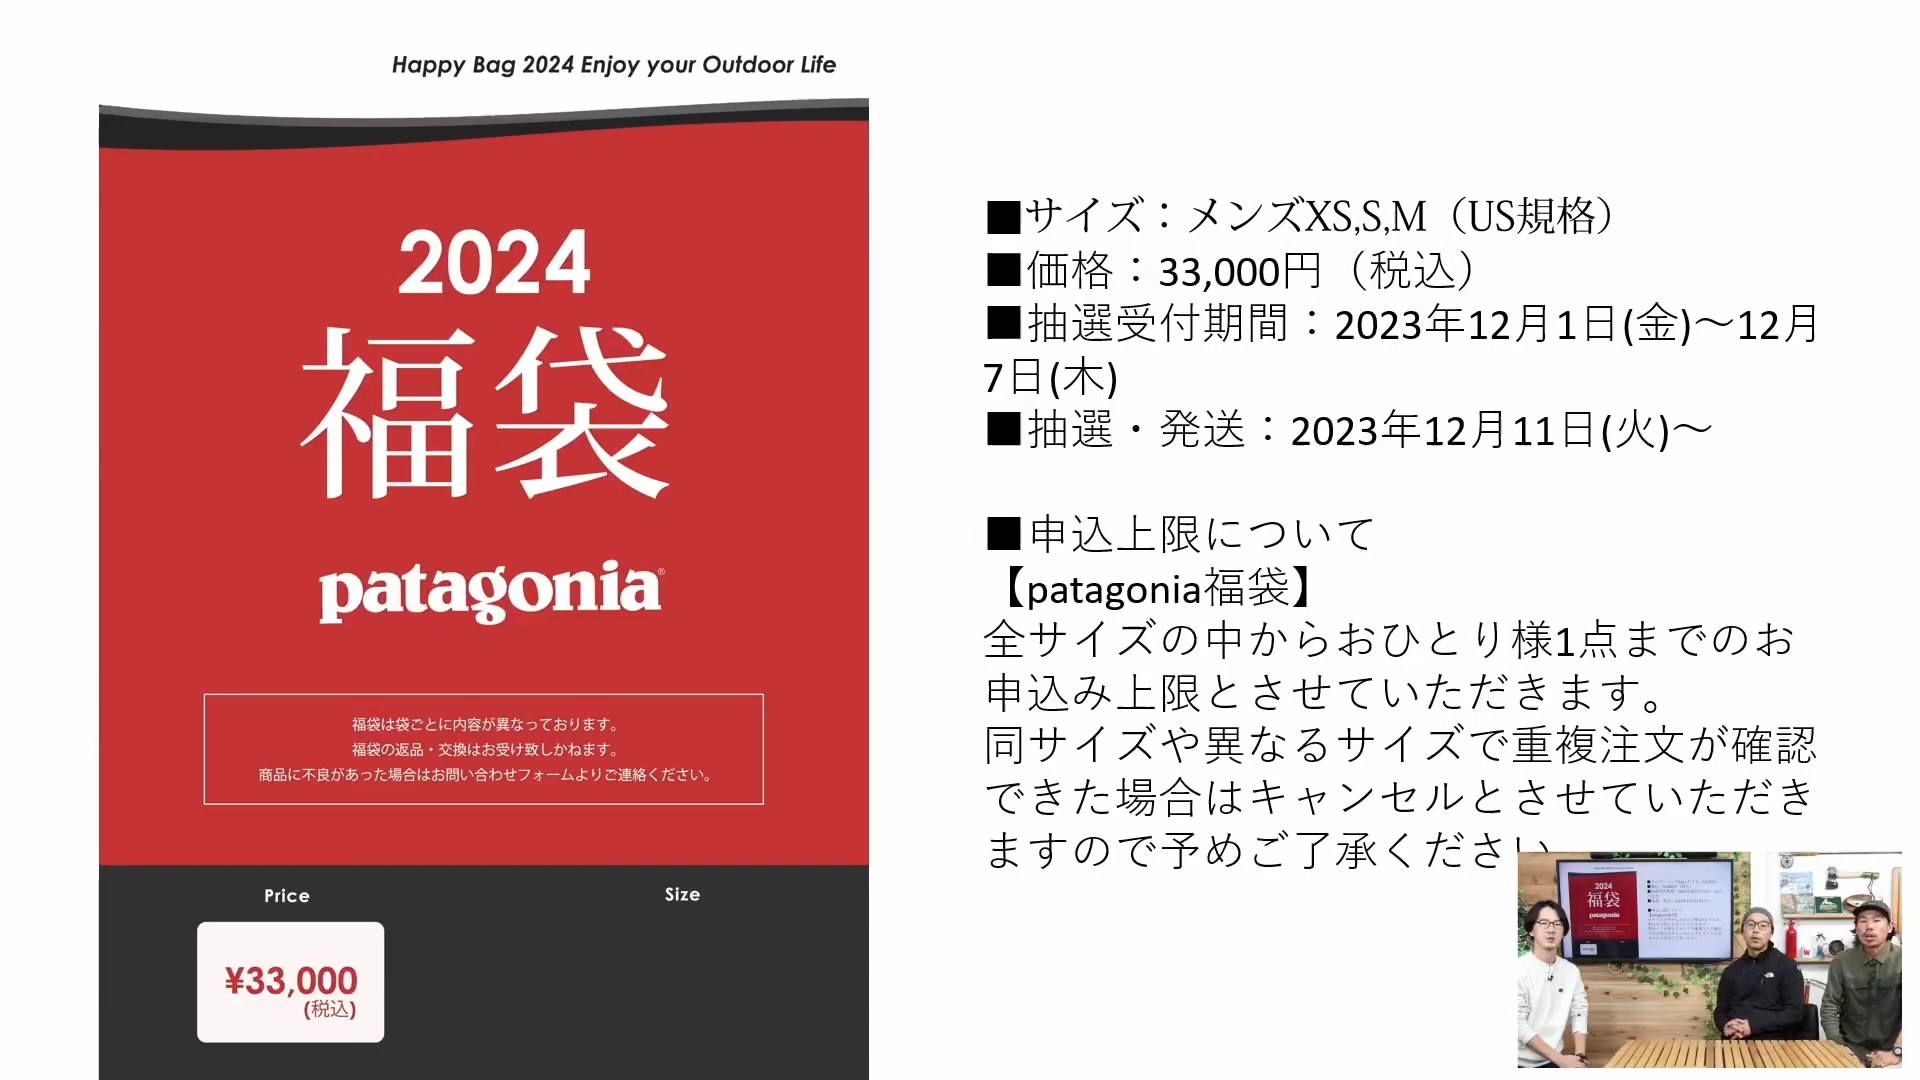 Happy Bag 2024 Enjoy your Outdoor Life
2024
福袋
patagonia®
福袋は袋ごとに内容が異なっております。
福袋の返品・交換はお受け致しかねます。
商品に不良があった場合はお問い合わせフォームよりご連絡ください。
Price
Size
¥33,000
(税込)
■サイズ：メンズXS,S,M（US規格）
■価格：33,000円（税込）
■抽選受付期間：2023年12月1日(金)～12月
7日(木)
■抽選・発送：2023年12月11日(火)～
■申込上限について
【patagonia福袋】
全サイズの中からおひとり様1点までのお
申込み上限とさせていただきます。
同サイズや異なるサイズで重複注文が確認
できた場合はキャンセルとさせていただき
ますので予めご了承ください
2024
福袋
patagonia